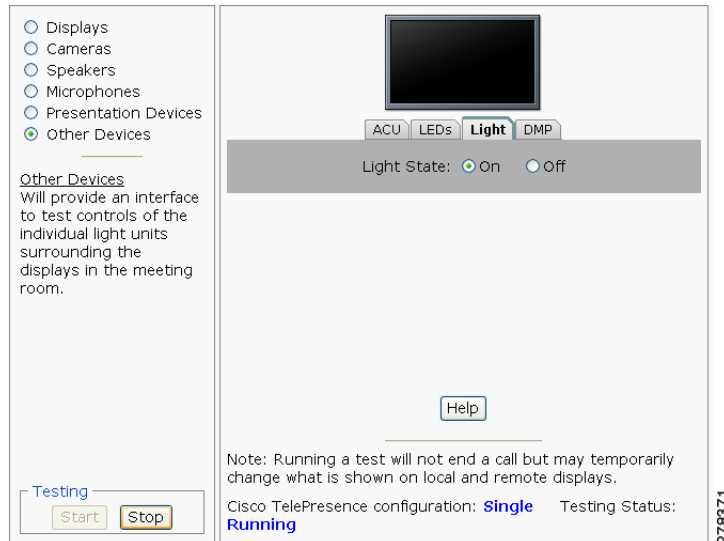 Displays
Cameras
Speakers
Microphones
Presentation Devices
Other Devices
Other Devices
Will provide an interface
to test controls of the
individual light units
surrounding the
displays in the meeting
room.
Testing
Start Stop
ACU LEDs Light DMP
Light State: On Off
Help
Note: Running a test will not end a call but may temporarily
change what is shown on local and remote displays.
Cisco TelePresence configuration: Single Testing Status:
Running
278371